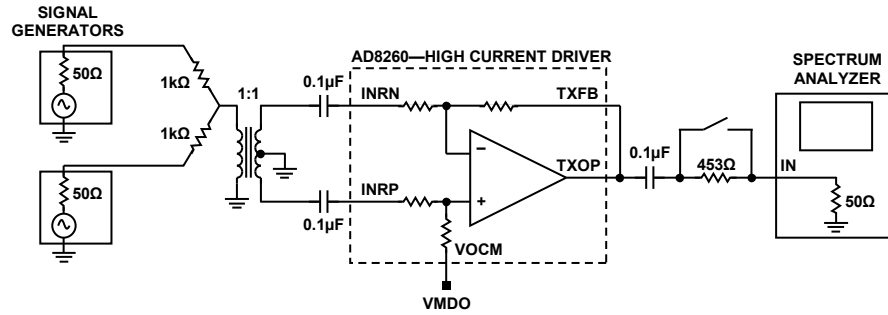 SIGNAL
GENERATORS
50Ω
1kΩ
1kΩ
50Ω
1:1
0.1µF
0.1µF
AD8260—HIGH CURRENT DRIVER
INRN
TXFB
INRP
TXOP
VOCM
VMDO
0.1µF
453Ω
SPECTRUM
ANALYZER
IN
50Ω